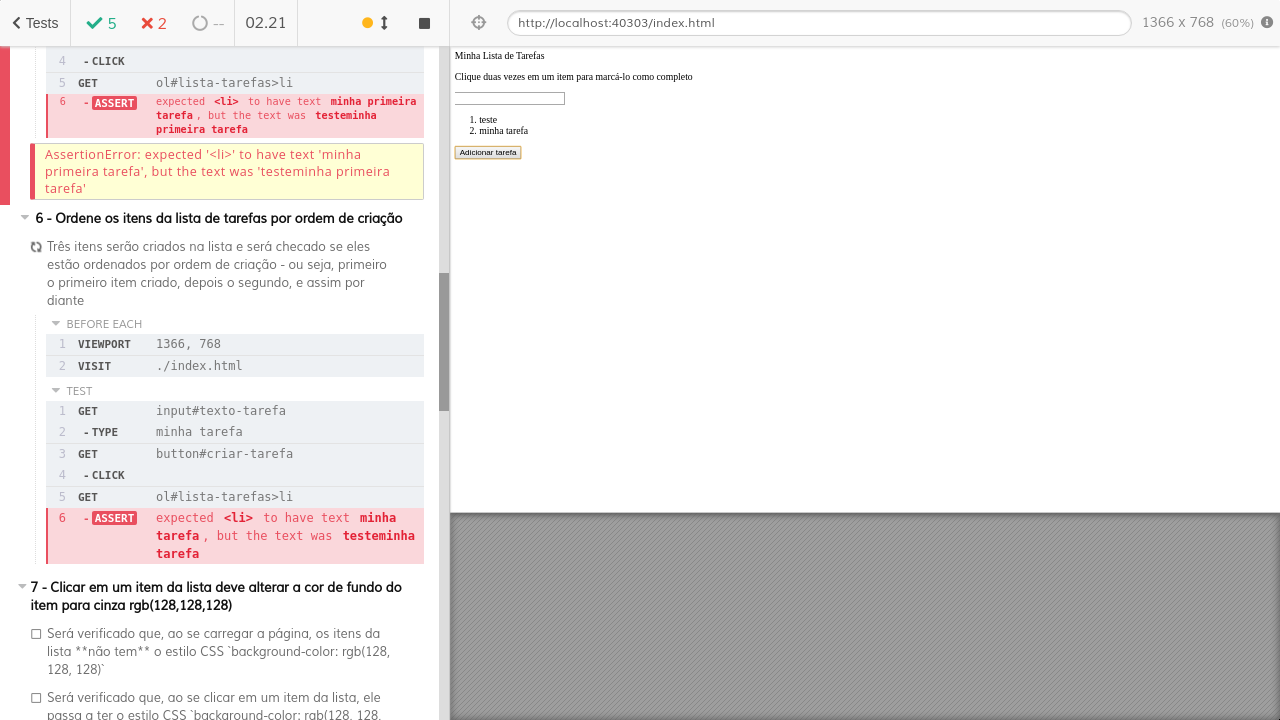 Tests 5 2 -- 02.21 http://localhost:40303/index.html 1366 x 768 (60%)
4 - CLICK
5 GET ol#lista-tarefas>li
6 - ASSERT expected <li> to have text minha primeira
tarefa, but the text was testeminha
primeira tarefa
AssertionError: expected '<li>' to have text 'minha
primeira tarefa', but the text was 'testeminha primeira
tarefa'
6 - Ordene os itens da lista de tarefas por ordem de criação
Três itens serão criados na lista e será checado se eles
estão ordenados por ordem de criação - ou seja, primeiro
o primeiro item criado, depois o segundo, e assim por
diante
BEFORE EACH
1 VIEWPORT 1366, 768
2 VISIT ./index.html
TEST
1 GET input#texto-tarefa
2 - TYPE minha tarefa
3 GET button#criar-tarefa
4 - CLICK
5 GET ol#lista-tarefas>li
6 - ASSERT expected <li> to have text minha
tarefa, but the text was testeminha
tarefa
7 - Clicar em um item da lista deve alterar a cor de fundo do
item para cinza rgb(128,128,128)
Será verificado que, ao se carregar a página, os itens da
lista **não tem** o estilo CSS `background-color: rgb(128,
128, 128)`
Será verificado que, ao se clicar em um item da lista, ele
passa a ter o estilo CSS `background-color: rgb(128, 128,
Minha Lista de Tarefas
Clique duas vezes em um item para marcá-lo como completo
1. teste
2. minha tarefa
Adicionar tarefa